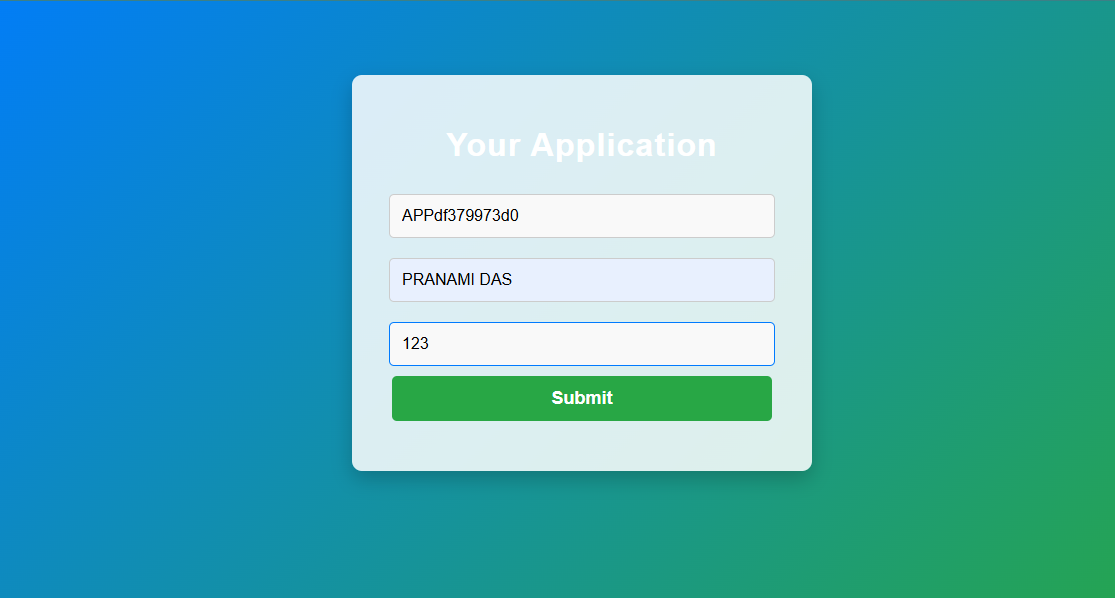 Your Application
APPdf379973d0
PRANAMI DAS
123
Submit